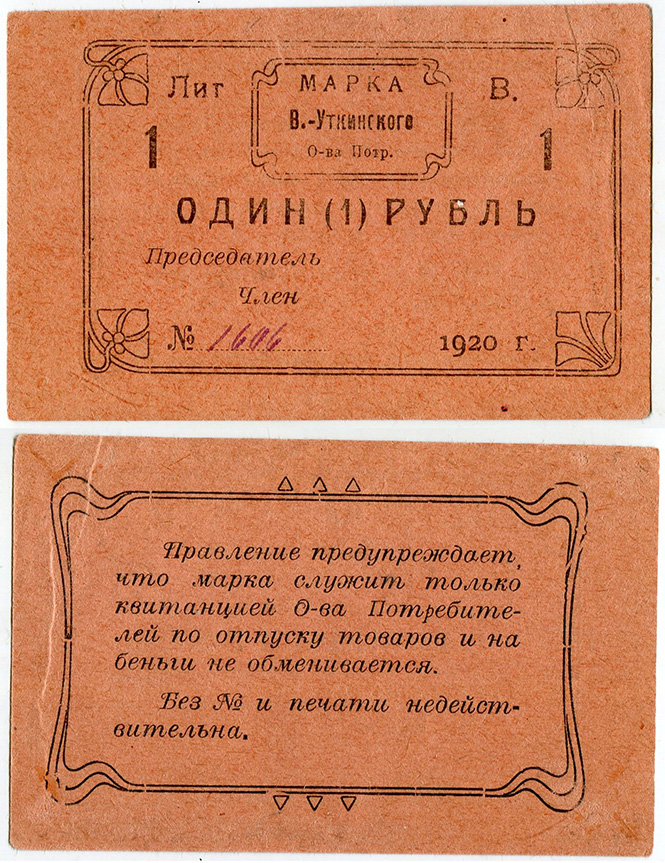 Лит МАРКА В.
В.-Уткинского
О-ва Потр.
1 1
ОДИН (1) РУБЛЬ
Председатель
Член
№ 1606 1920 г.
Правление предупреждает,
что марка служит только
квитанцией О-ва Потребите-
лей по отпуску товаров и на
беньги не обменивается.
Без № и печати недейст-
вительна.